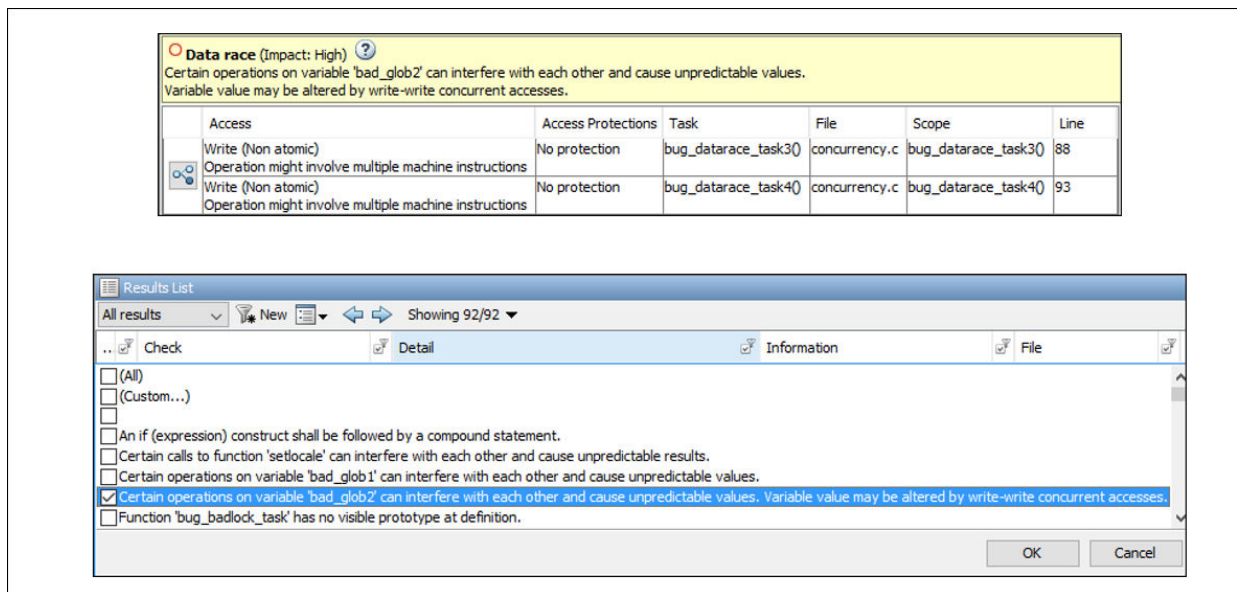 Data race (Impact: High) ?
Certain operations on variable 'bad_glob2' can interfere with each other and cause unpredictable values.
Variable value may be altered by write-write concurrent accesses.
Access Access Protections Task File Scope Line
Write (Non atomic) No protection bug_datarace_task3() concurrency.c bug_datarace_task3() 88
Operation might involve multiple machine instructions
Write (Non atomic) No protection bug_datarace_task4() concurrency.c bug_datarace_task4() 93
Operation might involve multiple machine instructions
Results List
All results New Showing 92/92
.. Check Detail Information File
(All)
(Custom...)
An if (expression) construct shall be followed by a compound statement.
Certain calls to function 'setlocale' can interfere with each other and cause unpredictable results.
Certain operations on variable 'bad_glob1' can interfere with each other and cause unpredictable values.
Certain operations on variable 'bad_glob2' can interfere with each other and cause unpredictable values. Variable value may be altered by write-write concurrent accesses.
Function 'bug_badlock_task' has no visible prototype at definition.
OK Cancel